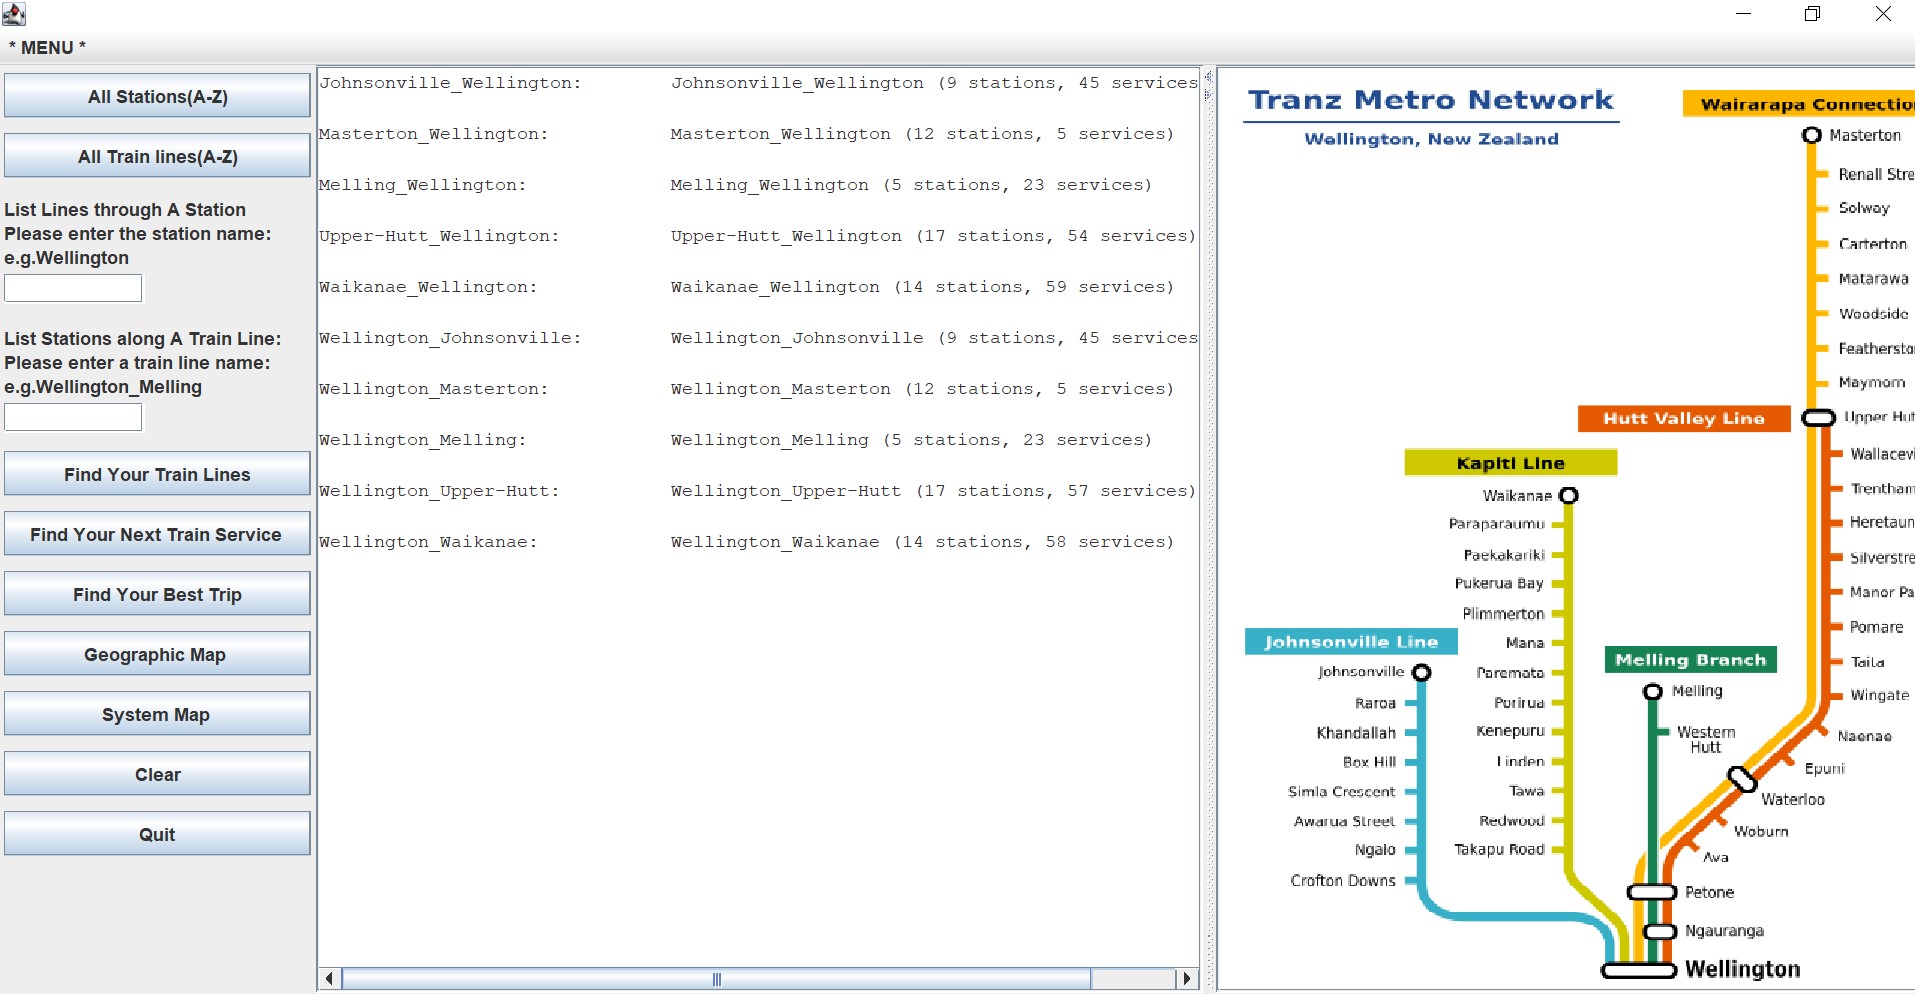 * MENU *
All Stations(A-Z)
All Train lines(A-Z)
List Lines through A Station
Please enter the station name:
e.g.Wellington
List Stations along A Train Line:
Please enter a train line name:
e.g.Wellington_Melling
Find Your Train Lines
Find Your Next Train Service
Find Your Best Trip
Geographic Map
System Map
Clear
Quit
Johnsonville_Wellington: Johnsonville_Wellington (9 stations, 45 services
Masterton_Wellington: Masterton_Wellington (12 stations, 5 services)
Melling_Wellington: Melling_Wellington (5 stations, 23 services)
Upper-Hutt_Wellington: Upper-Hutt_Wellington (17 stations, 54 services)
Waikanae_Wellington: Waikanae_Wellington (14 stations, 59 services)
Wellington_Johnsonville: Wellington_Johnsonville (9 stations, 45 services
Wellington_Masterton: Wellington_Masterton (12 stations, 5 services)
Wellington_Melling: Wellington_Melling (5 stations, 23 services)
Wellington_Upper-Hutt: Wellington_Upper-Hutt (17 stations, 57 services)
Wellington_Waikanae: Wellington_Waikanae (14 stations, 58 services)
Tranz Metro Network
Wellington, New Zealand
Wairarapa Connectio
Masterton
Renall Stre
Solway
Carterton
Matarawa
Woodside
Feathersto
Maymorn
Upper Hut
Hutt Valley Line
Wallacevi
Trentham
Heretaun
Silverstre
Manor Pa
Pomare
Taita
Wingate
Naenae
Epuni
Waterloo
Woburn
Ava
Petone
Ngauranga
Wellington
Kapiti Line
Waikanae
Paraparaumu
Paekakariki
Pukerua Bay
Plimmerton
Mana
Paremata
Porirua
Kenepuru
Linden
Tawa
Redwood
Takapu Road
Johnsonville Line
Johnsonville
Raroa
Khandallah
Box Hill
Simla Crescent
Awarua Street
Ngaio
Crofton Downs
Melling Branch
Melling
Western
Hutt